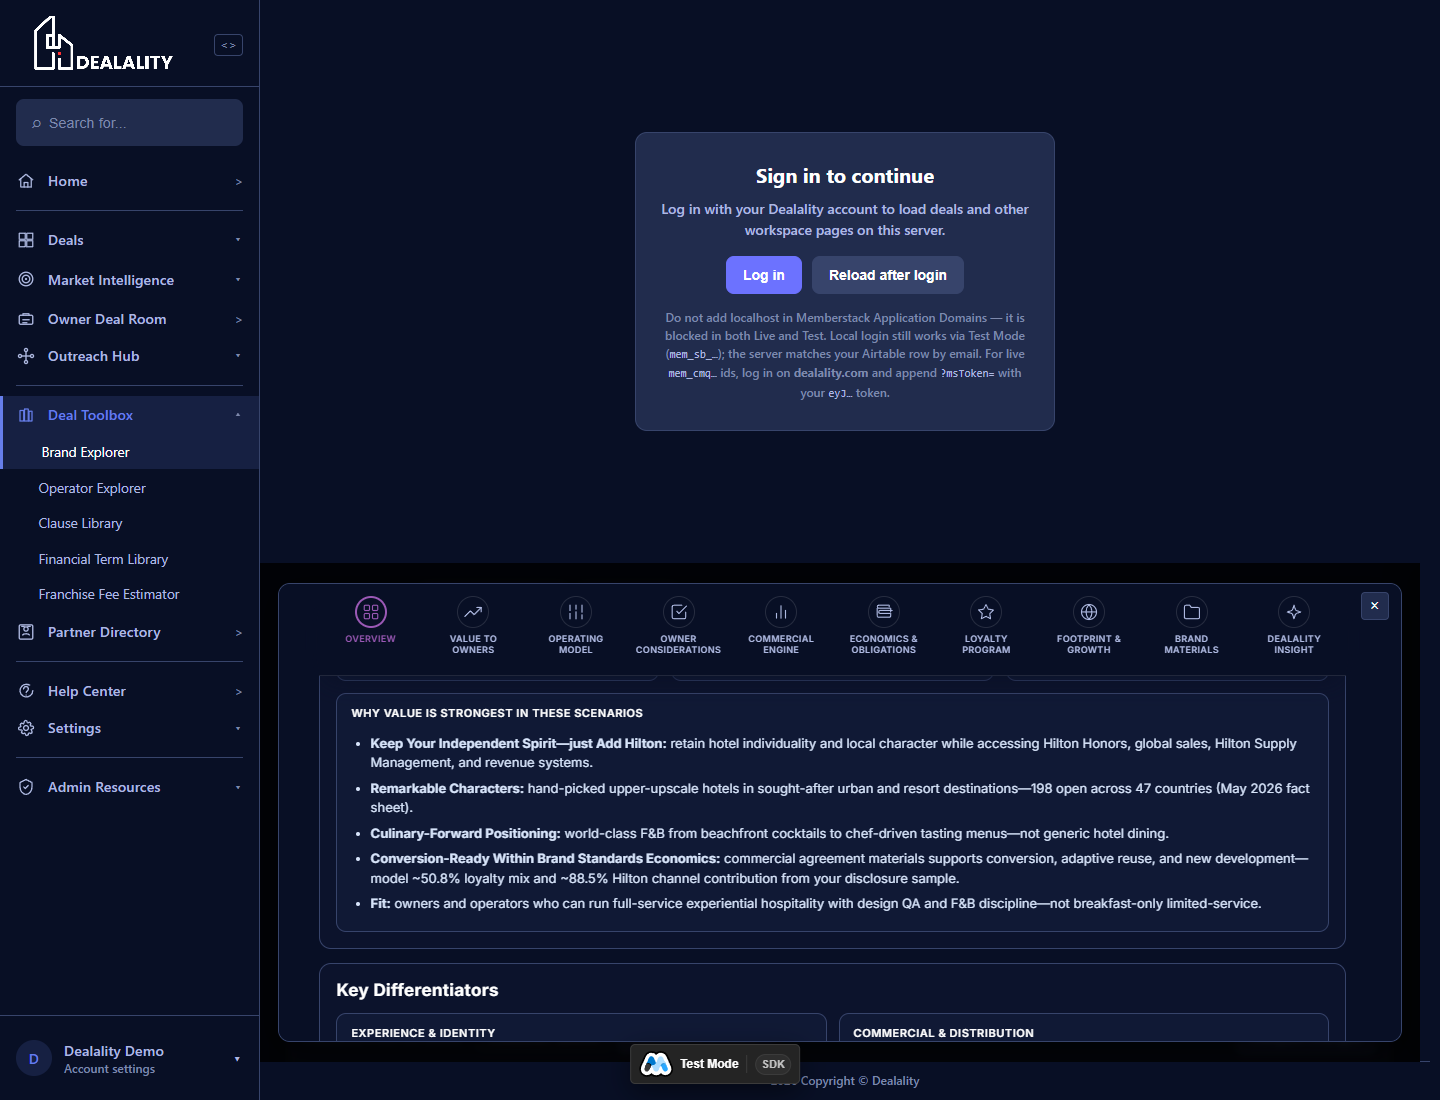 DEALALITY
<>
Search for...
Home
Deals
Market Intelligence
Owner Deal Room
Outreach Hub
Deal Toolbox
Brand Explorer
Operator Explorer
Clause Library
Financial Term Library
Franchise Fee Estimator
Partner Directory
Help Center
Settings
Admin Resources
D
Dealality Demo
Account settings
Sign in to continue
Log in with your Dealality account to load deals and other
workspace pages on this server.
Log in
Reload after login
Do not add localhost in Memberstack Application Domains — it is
blocked in both Live and Test. Local login still works via Test Mode
(mem_sb_…); the server matches your Airtable row by email. For live
mem_cmq… ids, log in on dealality.com and append ?msToken= with
your eyJ… token.
OVERVIEW
VALUE TO
OWNERS
OPERATING
MODEL
OWNER
CONSIDERATIONS
COMMERCIAL
ENGINE
ECONOMICS &
OBLIGATIONS
LOYALTY
PROGRAM
FOOTPRINT &
GROWTH
BRAND
MATERIALS
DEALALITY
INSIGHT
×
WHY VALUE IS STRONGEST IN THESE SCENARIOS
• Keep Your Independent Spirit—just Add Hilton: retain hotel individuality and local character while accessing Hilton Honors, global sales, Hilton Supply
Management, and revenue systems.
• Remarkable Characters: hand-picked upper-upscale hotels in sought-after urban and resort destinations—198 open across 47 countries (May 2026 fact
sheet).
• Culinary-Forward Positioning: world-class F&B from beachfront cocktails to chef-driven tasting menus—not generic hotel dining.
• Conversion-Ready Within Brand Standards Economics: commercial agreement materials supports conversion, adaptive reuse, and new development—
model ~50.8% loyalty mix and ~88.5% Hilton channel contribution from your disclosure sample.
• Fit: owners and operators who can run full-service experiential hospitality with design QA and F&B discipline—not breakfast-only limited-service.
Key Differentiators
EXPERIENCE & IDENTITY
COMMERCIAL & DISTRIBUTION
Test Mode
SDK
Copyright © Dealality